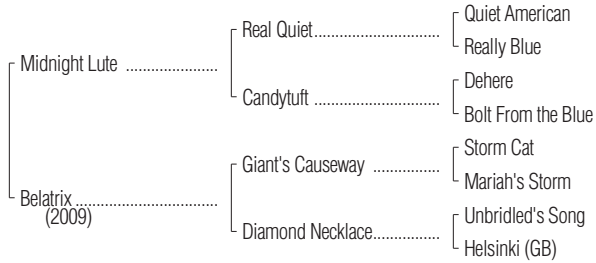 Quiet American
Real Quiet..............................
Really Blue
Midnight Lute ......................
Dehere
Candytuft ..............................
Bolt From the Blue
Storm Cat
Giant's Causeway ................
Mariah's Storm
Belatrix..................................
(2009)
Unbridled's Song
Diamond Necklace................
Helsinki (GB)